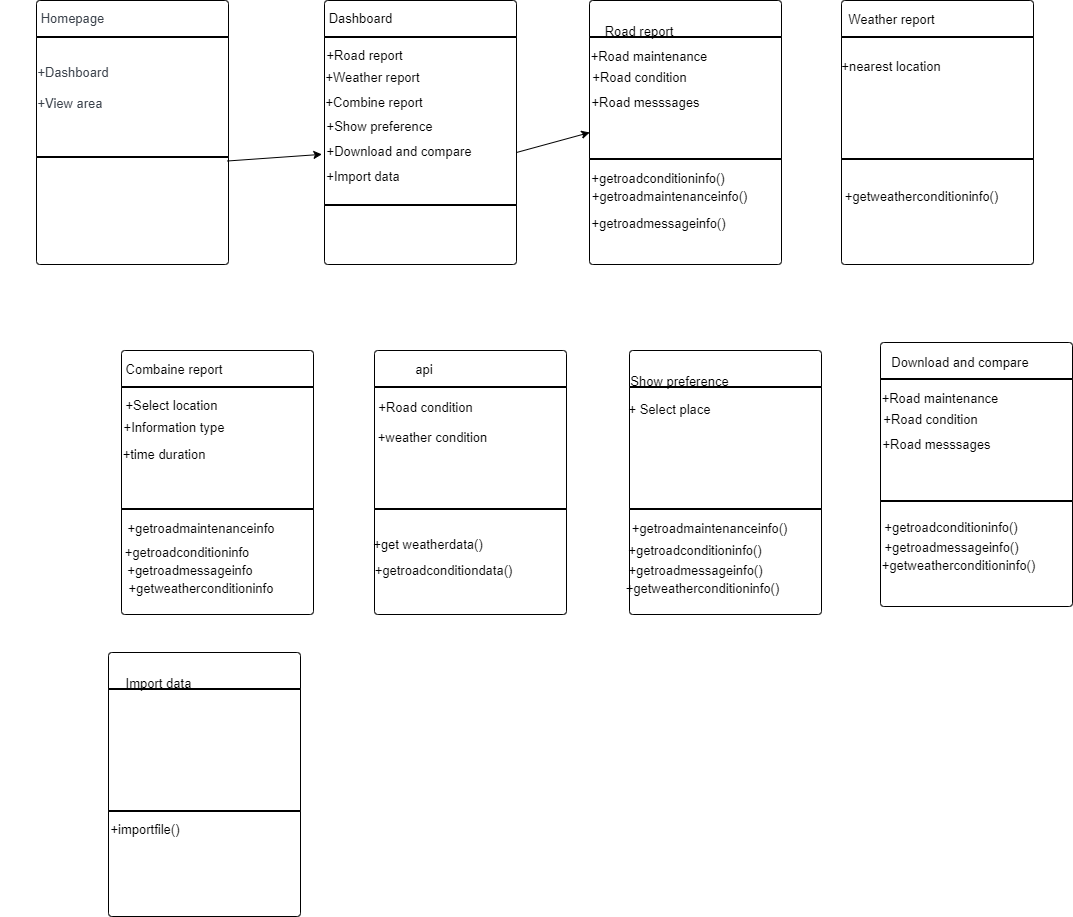 Homepage
+Dashboard
+View area
Dashboard
+Road report
+Weather report
+Combine report
+Show preference
+Download and compare
+Import data
Road report
+Road maintenance
+Road condition
+Road messsages
+getroadconditioninfo()
+getroadmaintenanceinfo()
+getroadmessageinfo()
Weather report
+nearest location
+getweatherconditioninfo()
Combaine report
+Select location
+Information type
+time duration
+getroadmaintenanceinfo
+getroadconditioninfo
+getroadmessageinfo
+getweatherconditioninfo
api
+Road condition
+weather condition
+get weatherdata()
+getroadconditiondata()
Show preference
+ Select place
+getroadmaintenanceinfo()
+getroadconditioninfo()
+getroadmessageinfo()
+getweatherconditioninfo()
Download and compare
+Road maintenance
+Road condition
+Road messsages
+getroadconditioninfo()
+getroadmessageinfo()
+getweatherconditioninfo()
Import data
+importfile()